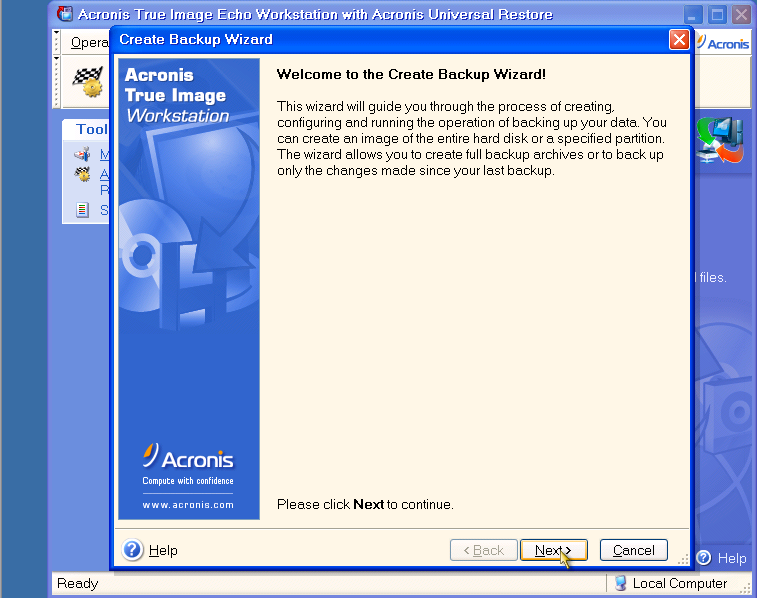 Acronis True Image Echo Workstation with Acronis Universal Restore
Opera
Acronis
Create Backup Wizard
Acronis
True Image
Workstation
Welcome to the Create Backup Wizard!
This wizard will guide you through the process of creating,
configuring and running the operation of backing up your data. You
can create an image of the entire hard disk or a specified partition.
The wizard allows you to create full backup archives or to back up
only the changes made since your last backup.
Tool
M
A
R
S
files.
Acronis
Compute with confidence
www.acronis.com
Please click Next to continue.
Help
< Back
Next >
Cancel
Help
Ready
Local Computer